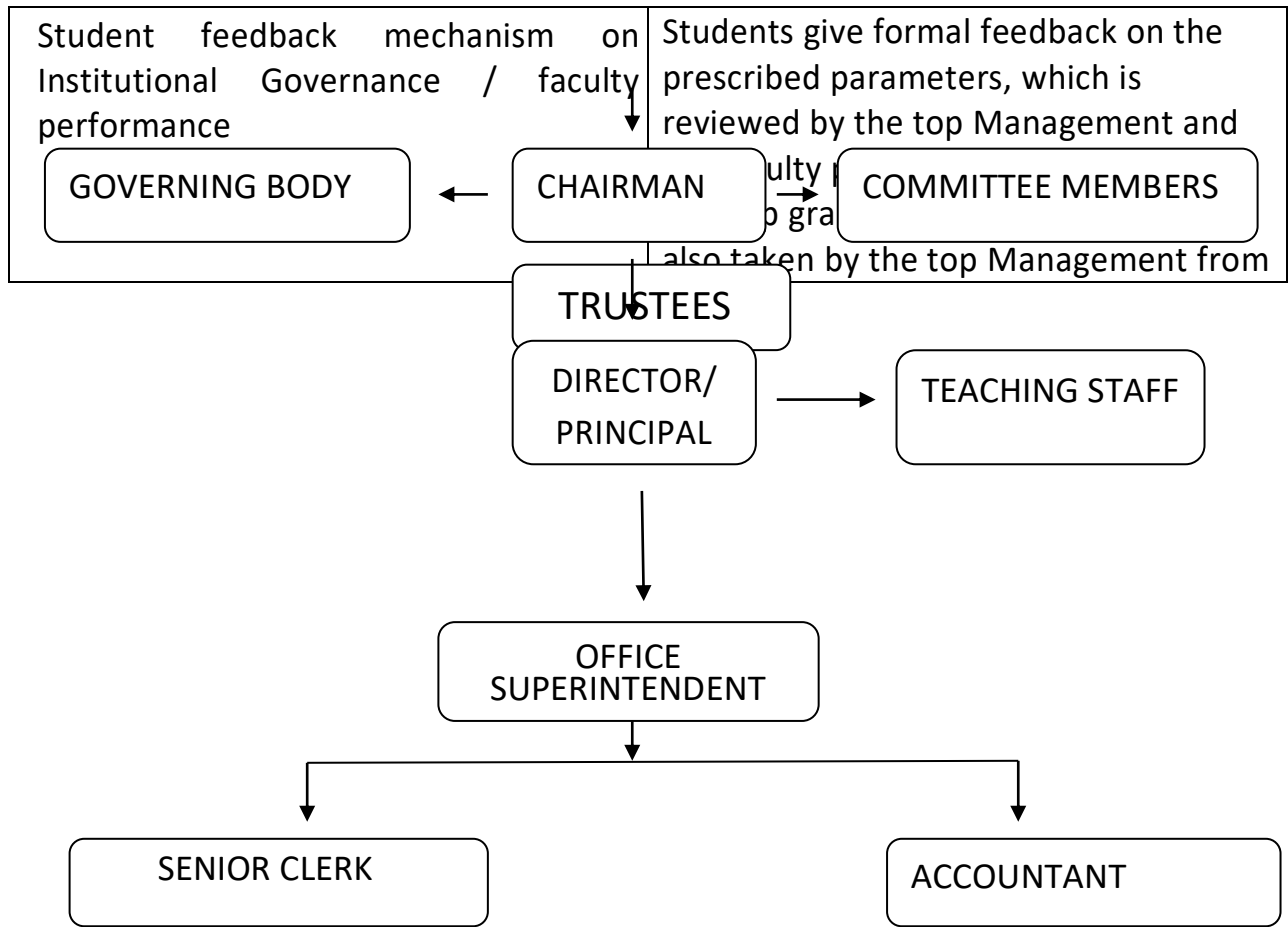 Student feedback mechanism on
Institutional Governance / faculty
performance
Students give formal feedback on the
prescribed parameters, which is
reviewed by the top Management and
also taken by the top Management from
GOVERNING BODY
CHAIRMAN
COMMITTEE MEMBERS
TRUSTEES
DIRECTOR/
PRINCIPAL
TEACHING STAFF
OFFICE
SUPERINTENDENT
SENIOR CLERK
ACCOUNTANT